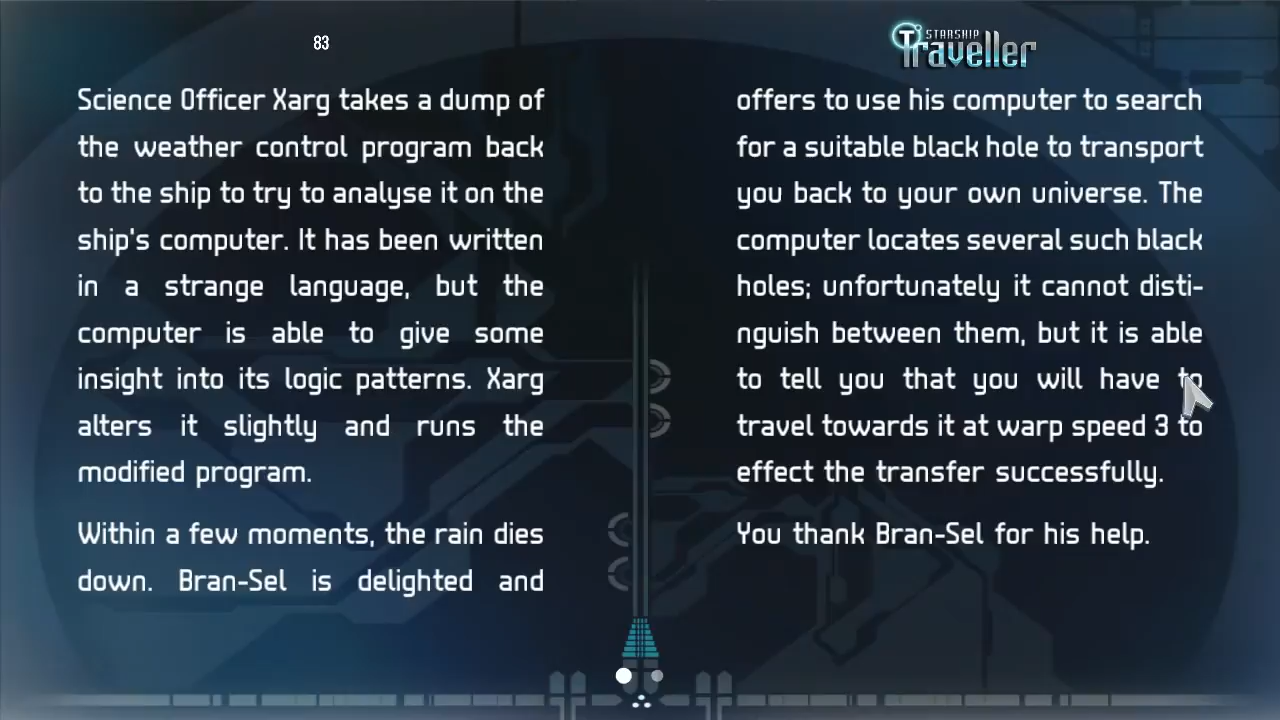 83
STARSHIP
Traveller
Science Officer Xarg takes a dump of
the weather control program back
to the ship to try to analyse it on the
ship's computer. It has been written
in a strange language, but the
computer is able to give some
insight into its logic patterns. Xarg
alters it slightly and runs the
modified program.
Within a few moments, the rain dies
down. Bran-Sel is delighted and
offers to use his computer to search
for a suitable black hole to transport
you back to your own universe. The
computer locates several such black
holes; unfortunately it cannot disti-
nguish between them, but it is able
to tell you that you will have to
travel towards it at warp speed 3 to
effect the transfer successfully.
You thank Bran-Sel for his help.